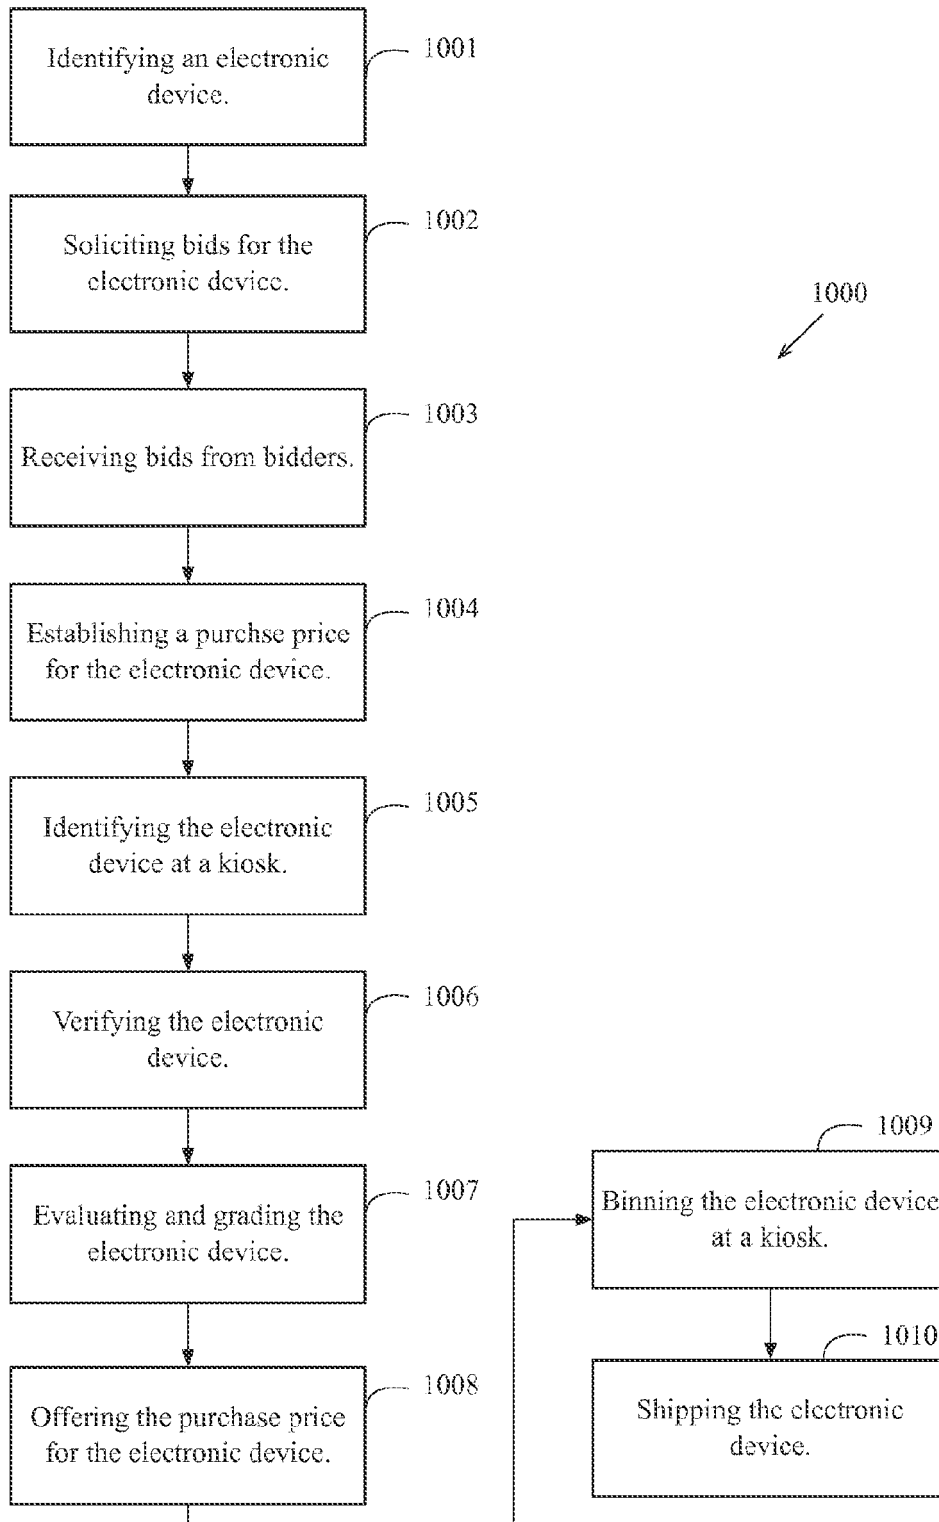 Identifying an electronic
device.
1001
Soliciting bids for the
electronic device.
1002
1000
Receiving bids from bidders.
1003
Establishing a purchse price
for the electronic device.
1004
Identifying the electronic
device at a kiosk.
1005
Verifying the electronic
device.
1006
Evaluating and grading the
electronic device.
1007
Offering the purchase price
for the electronic device.
1008
Binning the electronic device
at a kiosk.
1009
Shipping the electronic
device.
1010